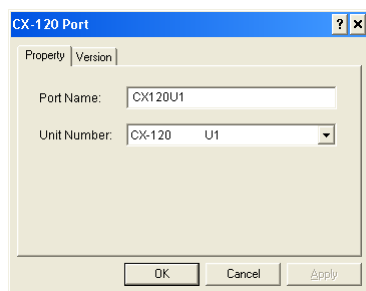 CX-120 Port
Property Version
Port Name: CX120U1
Unit Number: CX-120 U1
OK Cancel Apply